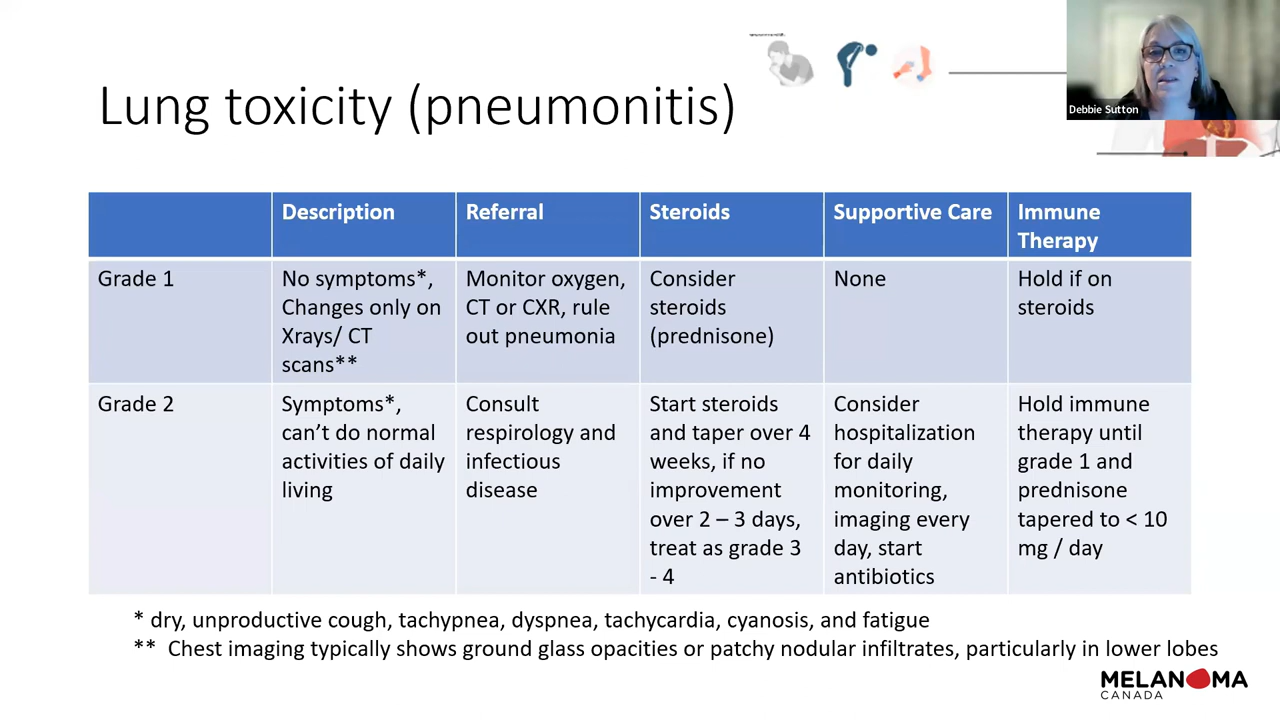 Debbie Sutton
Lung toxicity (pneumonitis)
Description
Referral
Steroids
Supportive Care
Immune
Therapy
Grade 1
No symptoms*,
Changes only on
Xrays/ CT
scans**
Monitor oxygen,
CT or CXR, rule
out pneumonia
Consider
steroids
(prednisone)
None
Hold if on
steroids
Grade 2
Symptoms*,
can’t do normal
activities of daily
living
Consult
respirology and
infectious
disease
Start steroids
and taper over 4
weeks, if no
improvement
over 2 – 3 days,
treat as grade 3
- 4
Consider
hospitalization
for daily
monitoring,
imaging every
day, start
antibiotics
Hold immune
therapy until
grade 1 and
prednisone
tapered to < 10
mg / day
* dry, unproductive cough, tachypnea, dyspnea, tachycardia, cyanosis, and fatigue
** Chest imaging typically shows ground glass opacities or patchy nodular infiltrates, particularly in lower lobes
MELANOMA
CANADA